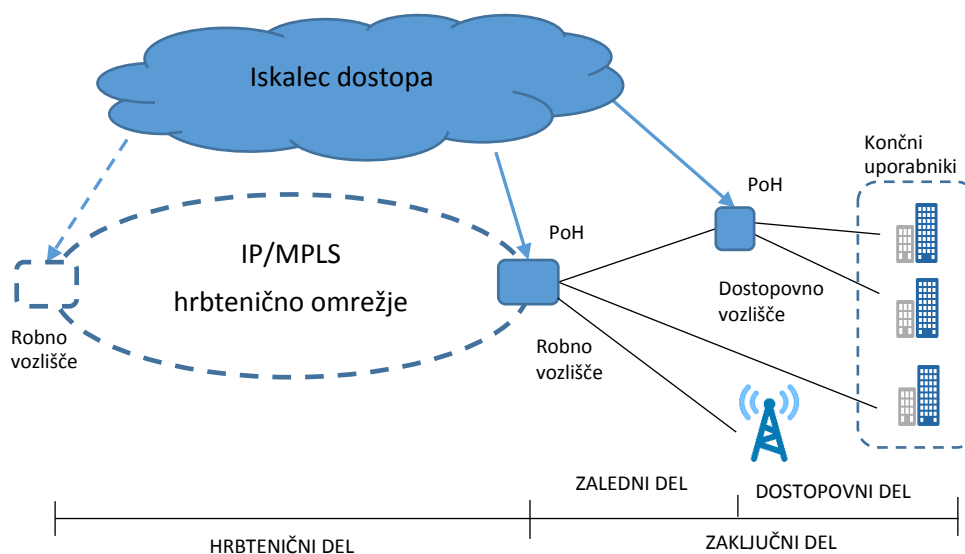 Iskalec dostopa
Končni
uporabniki
PoH
PoH
IP/MPLS
hrbtenično omrežje
Dostopovno
vozlišče
Robno
vozlišče
Robno
vozlišče
ZALEDNI DEL
DOSTOPOVNI DEL
HRBTENIČNI DEL
ZAKLJUČNI DEL